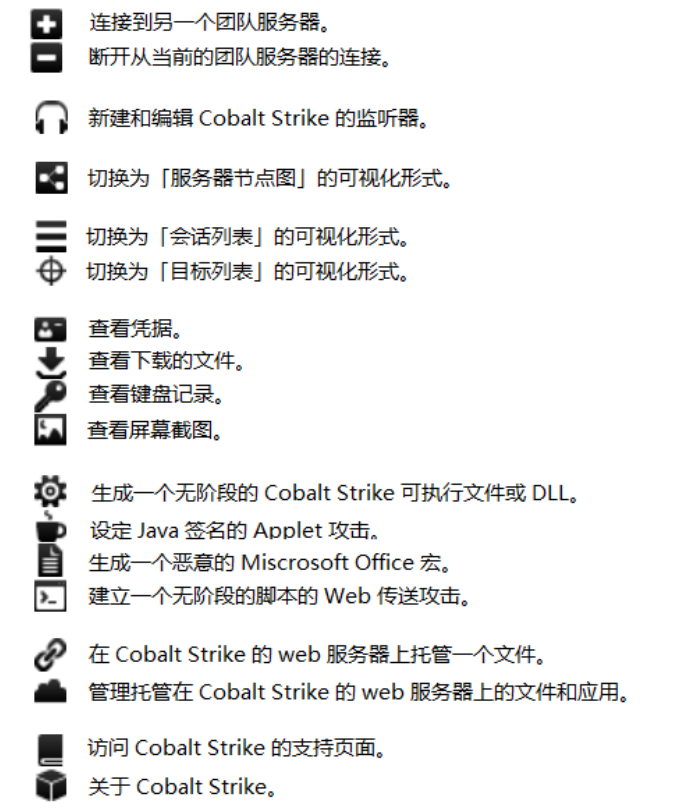 连接到另一个团队服务器。
断开从当前的团队服务器的连接。
新建和编辑 Cobalt Strike 的监听器。
切换为「服务器节点图」的可视化形式。
切换为「会话列表」的可视化形式。
切换为「目标列表」的可视化形式。
查看凭据。
查看下载的文件。
查看键盘记录。
查看屏幕截图。
生成一个无阶段的 Cobalt Strike 可执行文件或 DLL。
设定 Java 签名的 Applet 攻击。
生成一个恶意的 Miscrosoft Office 宏。
建立一个无阶段的脚本的 Web 传送攻击。
在 Cobalt Strike 的 web 服务器上托管一个文件。
管理托管在 Cobalt Strike 的 web 服务器上的文件和应用。
访问 Cobalt Strike 的支持页面。
关于 Cobalt Strike。